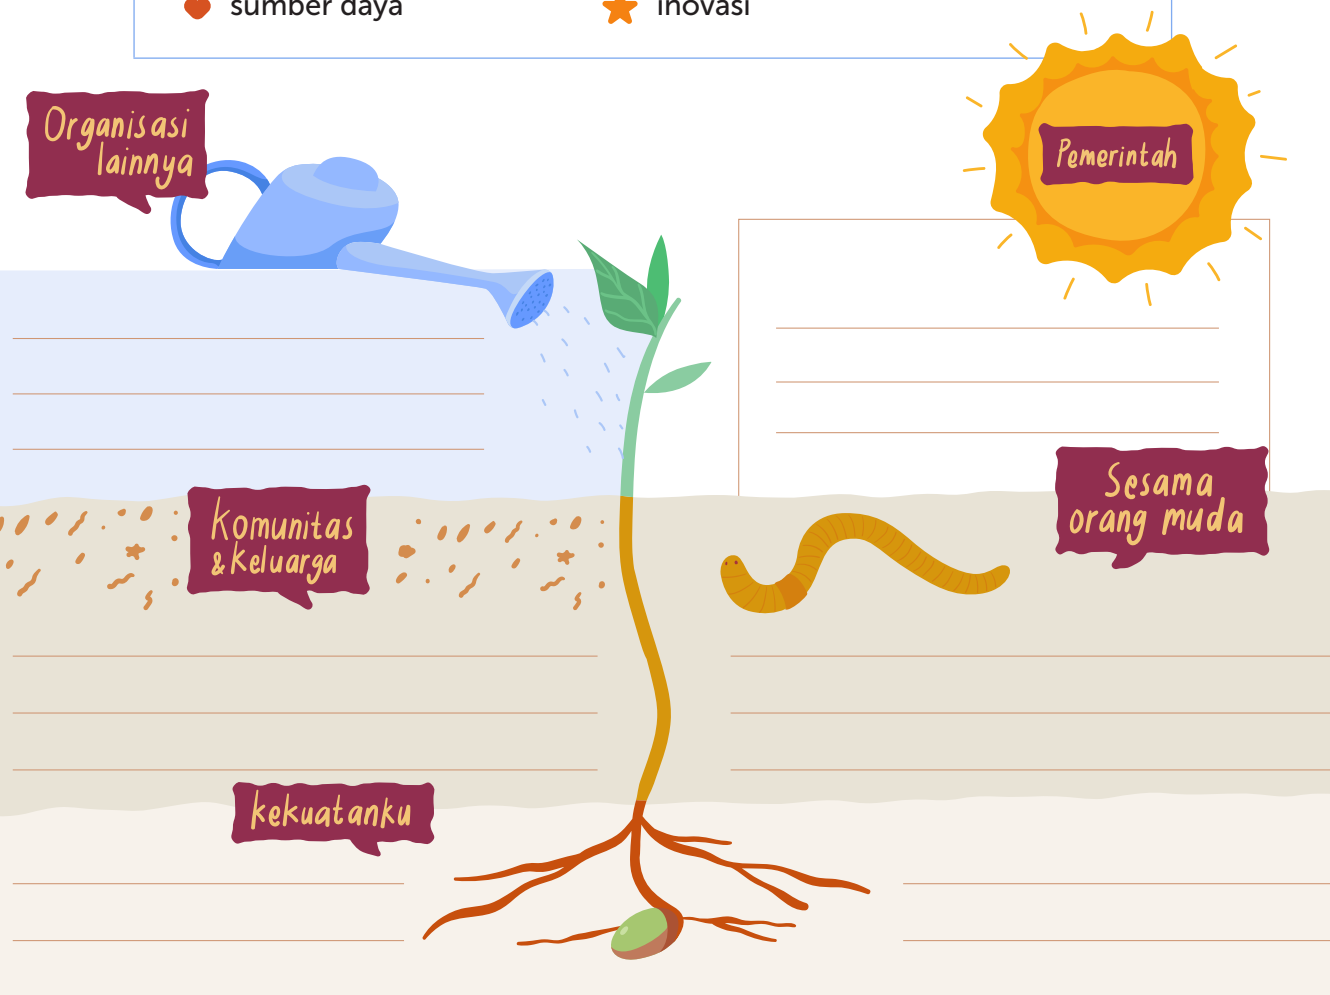 sumber daya
inovasi
Organisasi
lainnya
Pemerintah
Sesama
orang muda
Komunitas
& Keluarga
kekuatanku